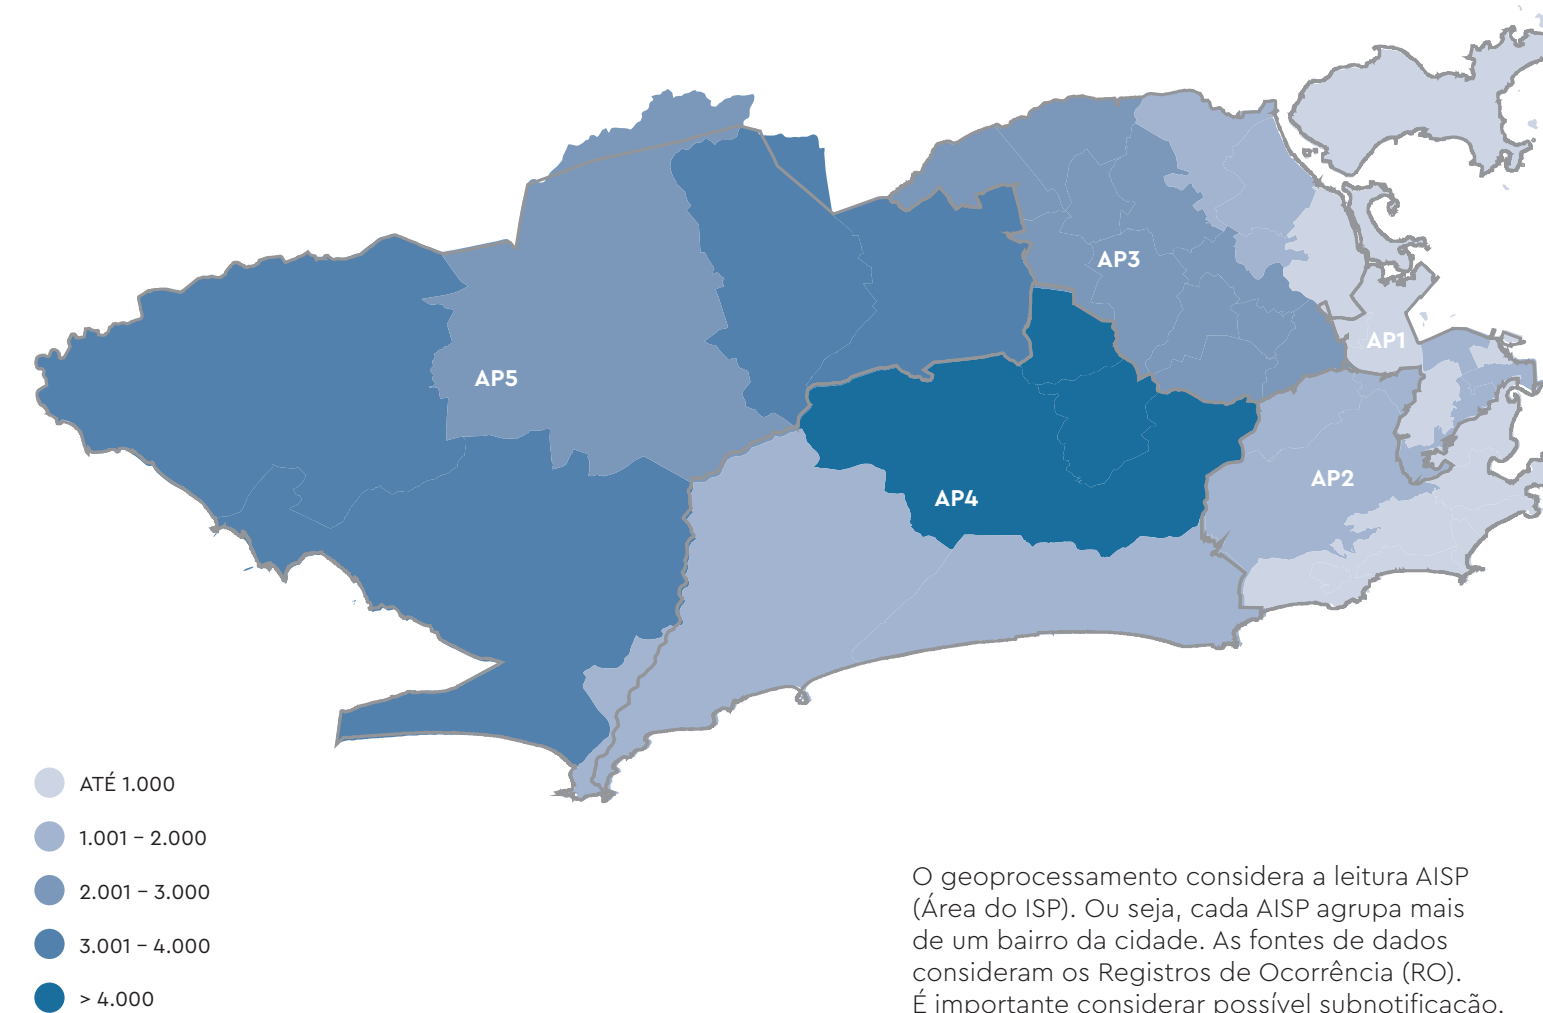 AP3
AP1
AP5
AP2
AP4
ATÉ 1.000
1.001 – 2.000
2.001 – 3.000
3.001 – 4.000
> 4.000
O geoprocessamento considera a leitura AISP
(Área do ISP). Ou seja, cada AISP agrupa mais
de um bairro da cidade. As fontes de dados
consideram os Registros de Ocorrência (RO).
É importante considerar possível subnotificação.